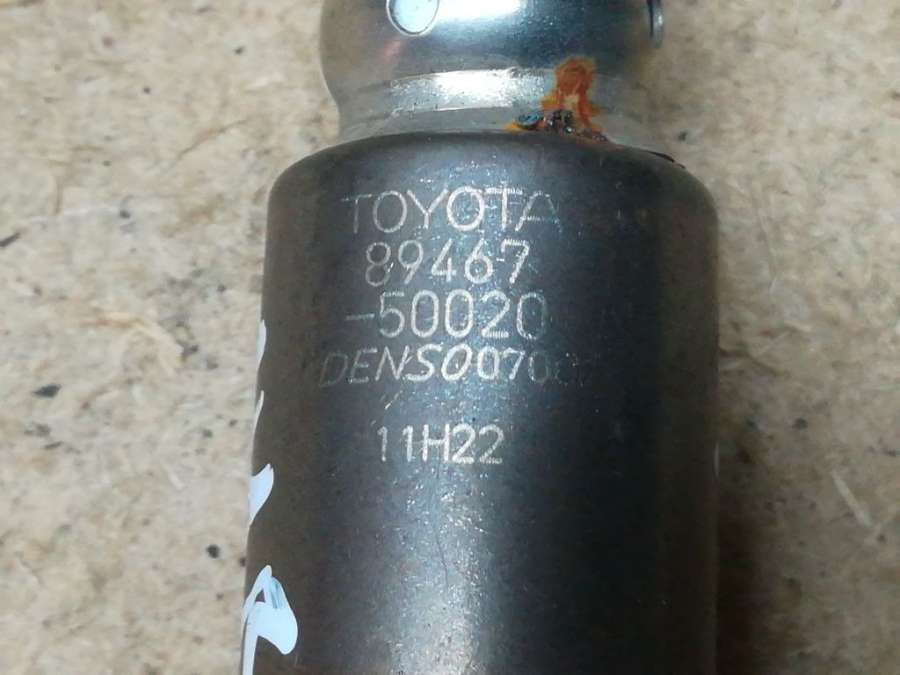 TOYOTA
89467
-50020
DENSO
11H22